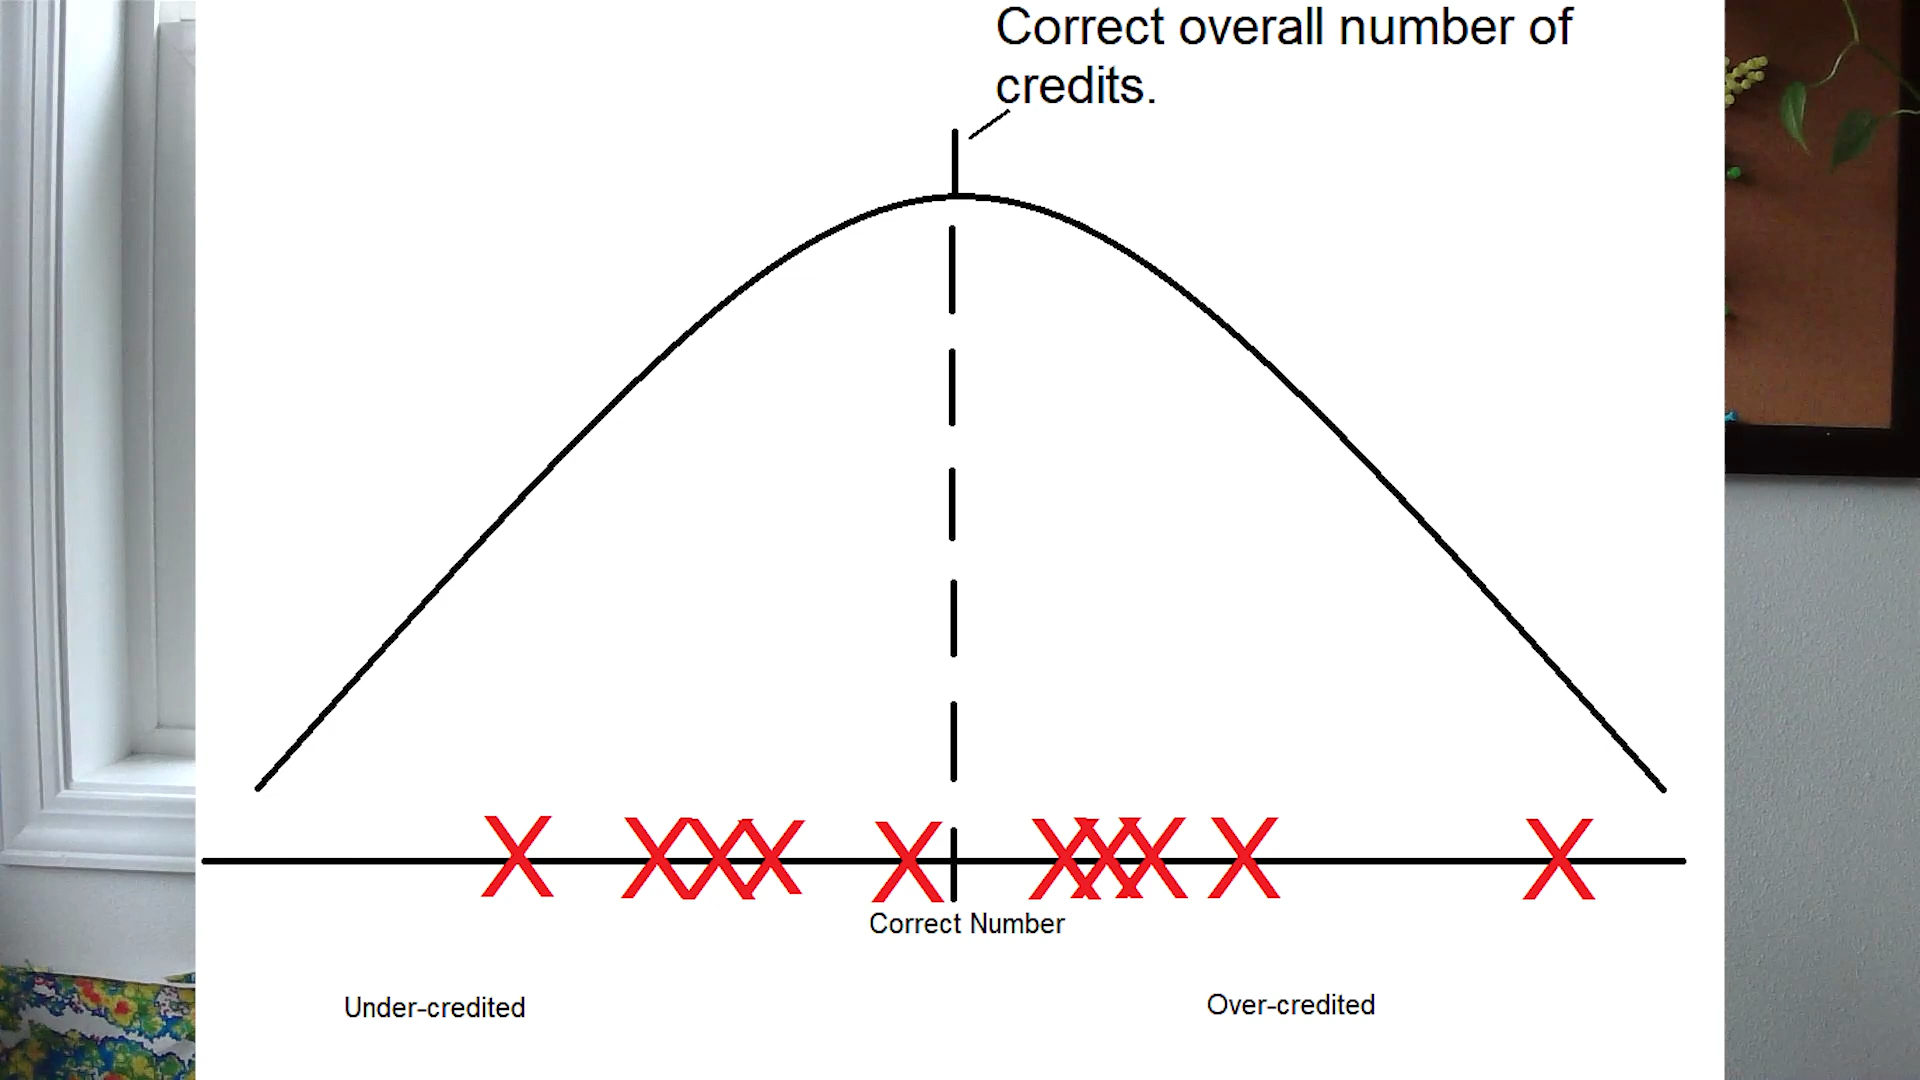 Correct overall number of
credits.
Correct Number
Under-credited
Over-credited